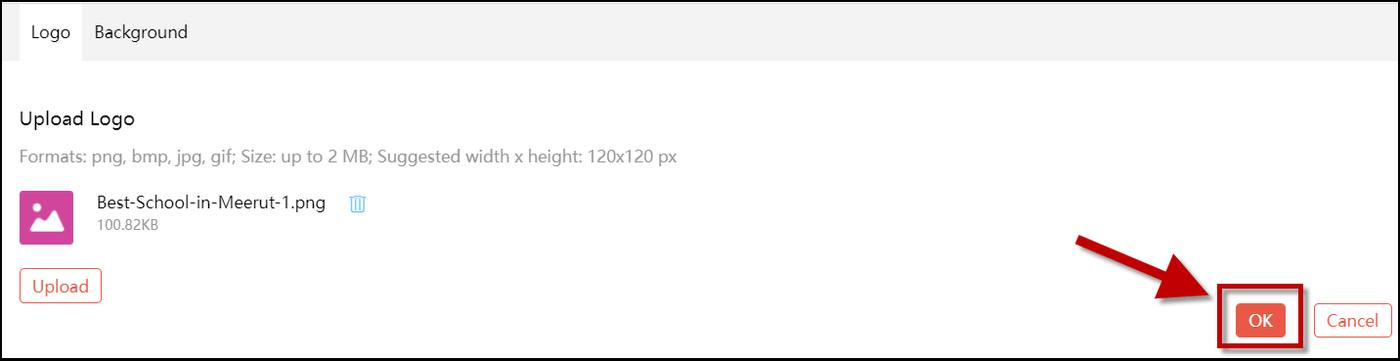 Logo Background
Upload Logo
Formats: png, bmp, jpg, gif; Size: up to 2 MB; Suggested width x height: 120x120 px
Best-School-in-Meerut-1.png
100.82KB
Upload
OK Cancel